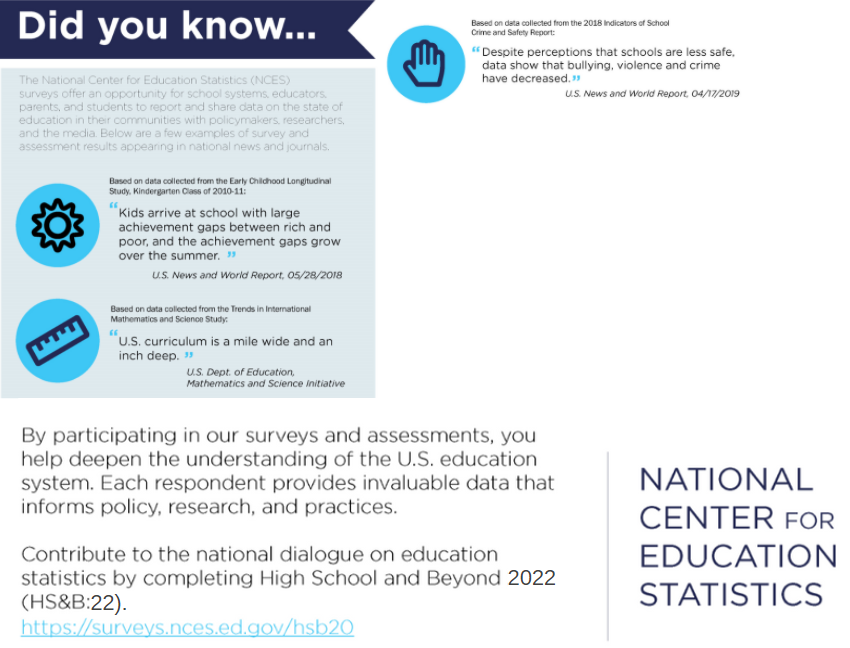 Did you know...
The National Center for Education Statistics (NCES)
surveys offer an opportunity for school systems, educators,
parents, and students to report and share data on the state of
education in their communities with policymakers, researchers,
and the media. Below are a few examples of survey and
assessment results appearing in national news and journals.
Based on data collected from the Early Childhood Longitudinal
Study, Kindergarten Class of 2010-11:
“Kids arrive at school with large
achievement gaps between rich and
poor, and the achievement gaps grow
over the summer. ”
U.S. News and World Report, 05/28/2018
Based on data collected from the Trends in International
Mathematics and Science Study:
“U.S. curriculum is a mile wide and an
inch deep. ”
U.S. Dept. of Education,
Mathematics and Science Initiative
Based on data collected from the 2018 Indicators of School
Crime and Safety Report:
“Despite perceptions that schools are less safe,
data show that bullying, violence and crime
have decreased.”
U.S. News and World Report, 04/17/2019
By participating in our surveys and assessments, you
help deepen the understanding of the U.S. education
system. Each respondent provides invaluable data that
informs policy, research, and practices.
Contribute to the national dialogue on education
statistics by completing High School and Beyond 2022
(HS&B:22).
https://surveys.nces.ed.gov/hsb20
NATIONAL
CENTER FOR
EDUCATION
STATISTICS